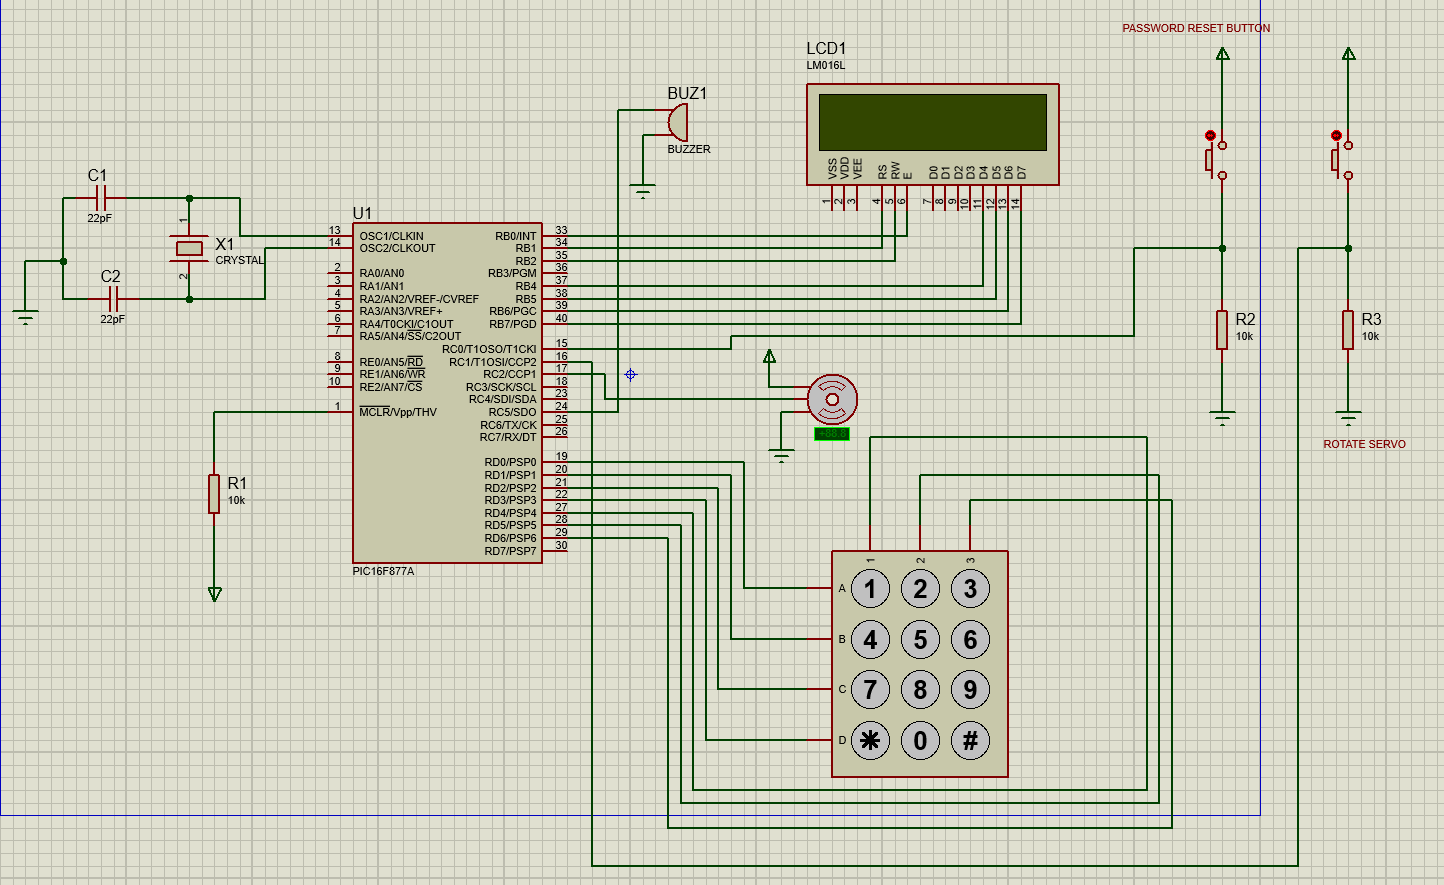 PASSWORD RESET BUTTON
LCD1
LM016L
BUZ1
BUZZER
VSS
VDD
VEE
RS
RW
E
D0
D1
D2
D3
D4
D5
D6
D7
1
2
3
4
5
6
7
8
9
10
11
12
13
14
C1
22pF
1
X1
CRYSTAL
2
C2
22pF
U1
13 OSC1/CLKIN RB0/INT 33
14 OSC2/CLKOUT RB1 34
RB2 35
2 RA0/AN0 RB3/PGM 36
3 RA1/AN1 RB4 37
4 RA2/AN2/VREF-/CVREF RB5 38
5 RA3/AN3/VREF+ RB6/PGC 39
6 RA4/T0CKI/C1OUT RB7/PGD 40
7 RA5/AN4/SS/C2OUT
RC0/T1OSO/T1CKI 15
8 RE0/AN5/RD RC1/T1OSI/CCP2 16
9 RE1/AN6/WR RC2/CCP1 17
10 RE2/AN7/CS RC3/SCK/SCL 18
RC4/SDI/SDA 23
1 MCLR/Vpp/THV RC5/SDO 24
RC6/TX/CK 25
RC7/RX/DT 26
RD0/PSP0 19
RD1/PSP1 20
RD2/PSP2 21
RD3/PSP3 22
RD4/PSP4 27
RD5/PSP5 28
RD6/PSP6 29
RD7/PSP7 30
PIC16F877A
R1
10k
R2
10k
R3
10k
ROTATE SERVO
1 2 3
A 1 2 3
B 4 5 6
C 7 8 9
D * 0 #